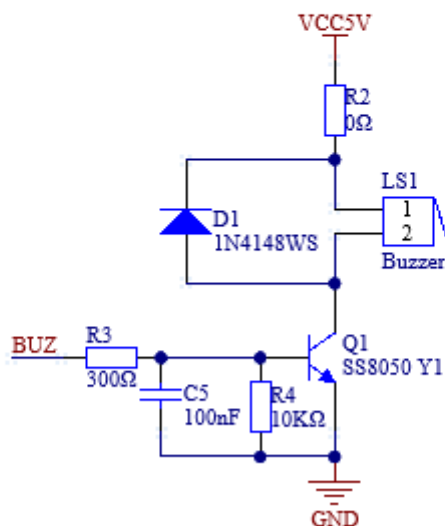 VCC5V
R2
0Ω
LS1
1
2
Buzzer
D1
1N4148WS
Q1
SS8050 Y1
BUZ
R3
300Ω
C5
100nF
R4
10KΩ
GND